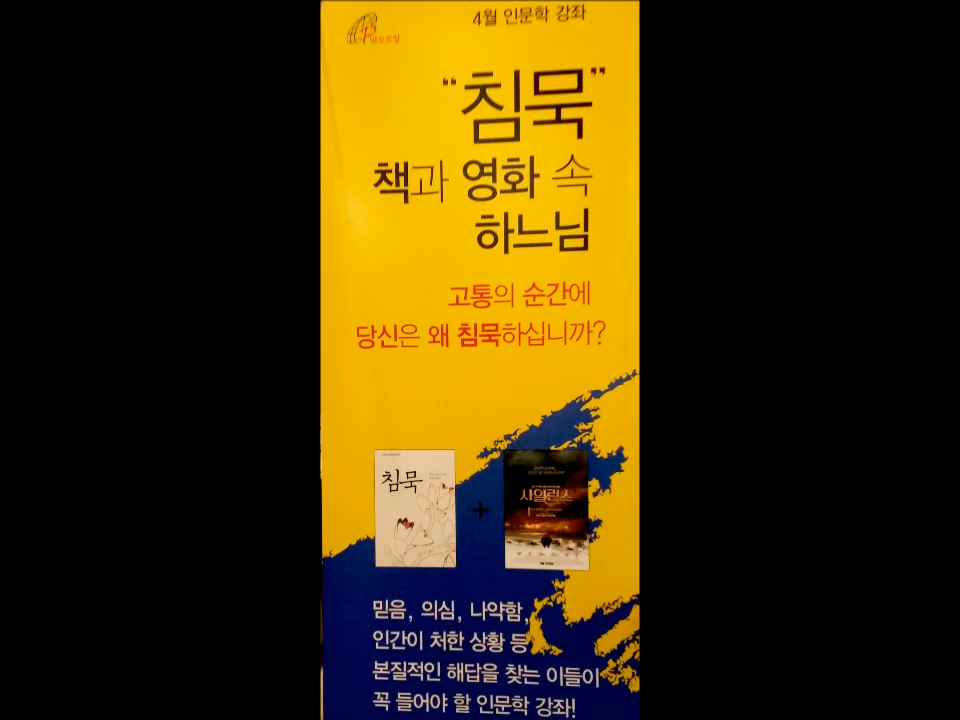 4월 인문학 강좌
바오로딸
“침묵”
책과 영화 속
하느님
고통의 순간에
당신은 왜 침묵하십니까?
침묵
+
사일런스
믿음, 의심, 나약함,
인간이 처한 상황 등
본질적인 해답을 찾는 이들이
꼭 들어야 할 인문학 강좌!